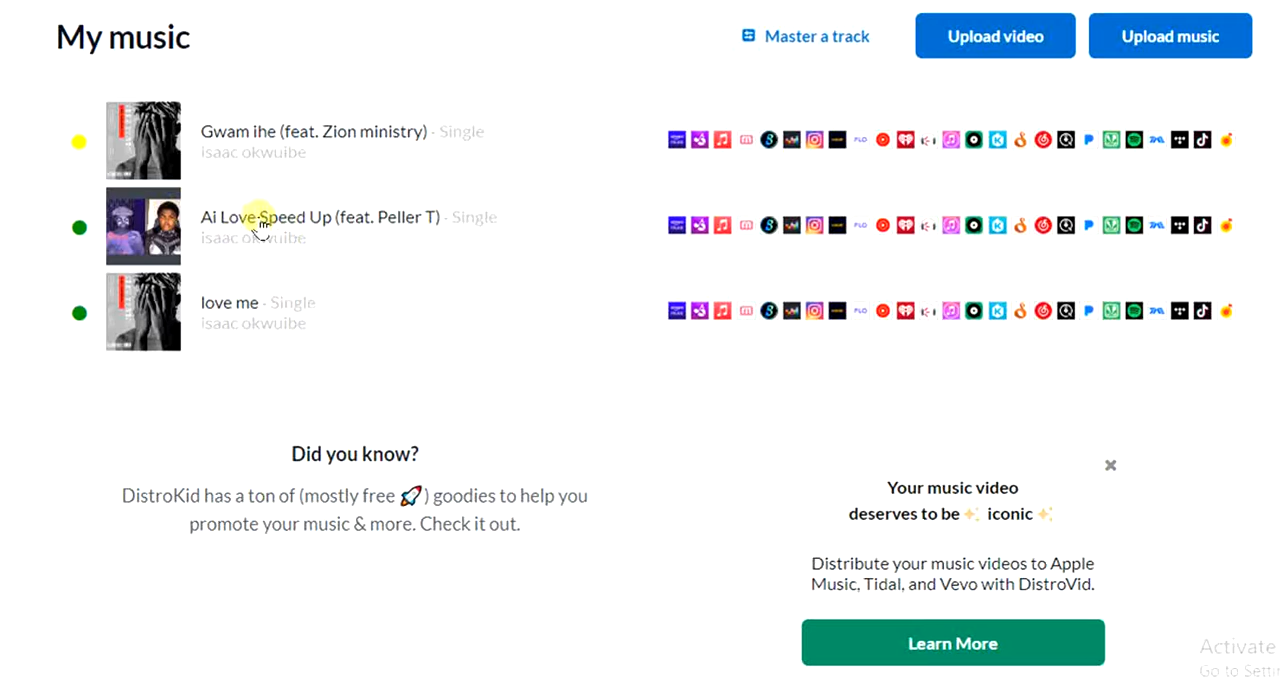 My music
Master a track
Upload video
Upload music
Gwam ihe (feat. Zion ministry) · Single
isaac okwuibe
Ai Love Speed Up (feat. Peller T) · Single
isaac okwuibe
love me · Single
isaac okwuibe
Did you know?
DistroKid has a ton of (mostly free 🚀) goodies to help you
promote your music & more. Check it out.
Your music video
deserves to be ✨ iconic ✨
Distribute your music videos to Apple
Music, Tidal, and Vevo with DistroVid.
Learn More
Activate
Go to Setti